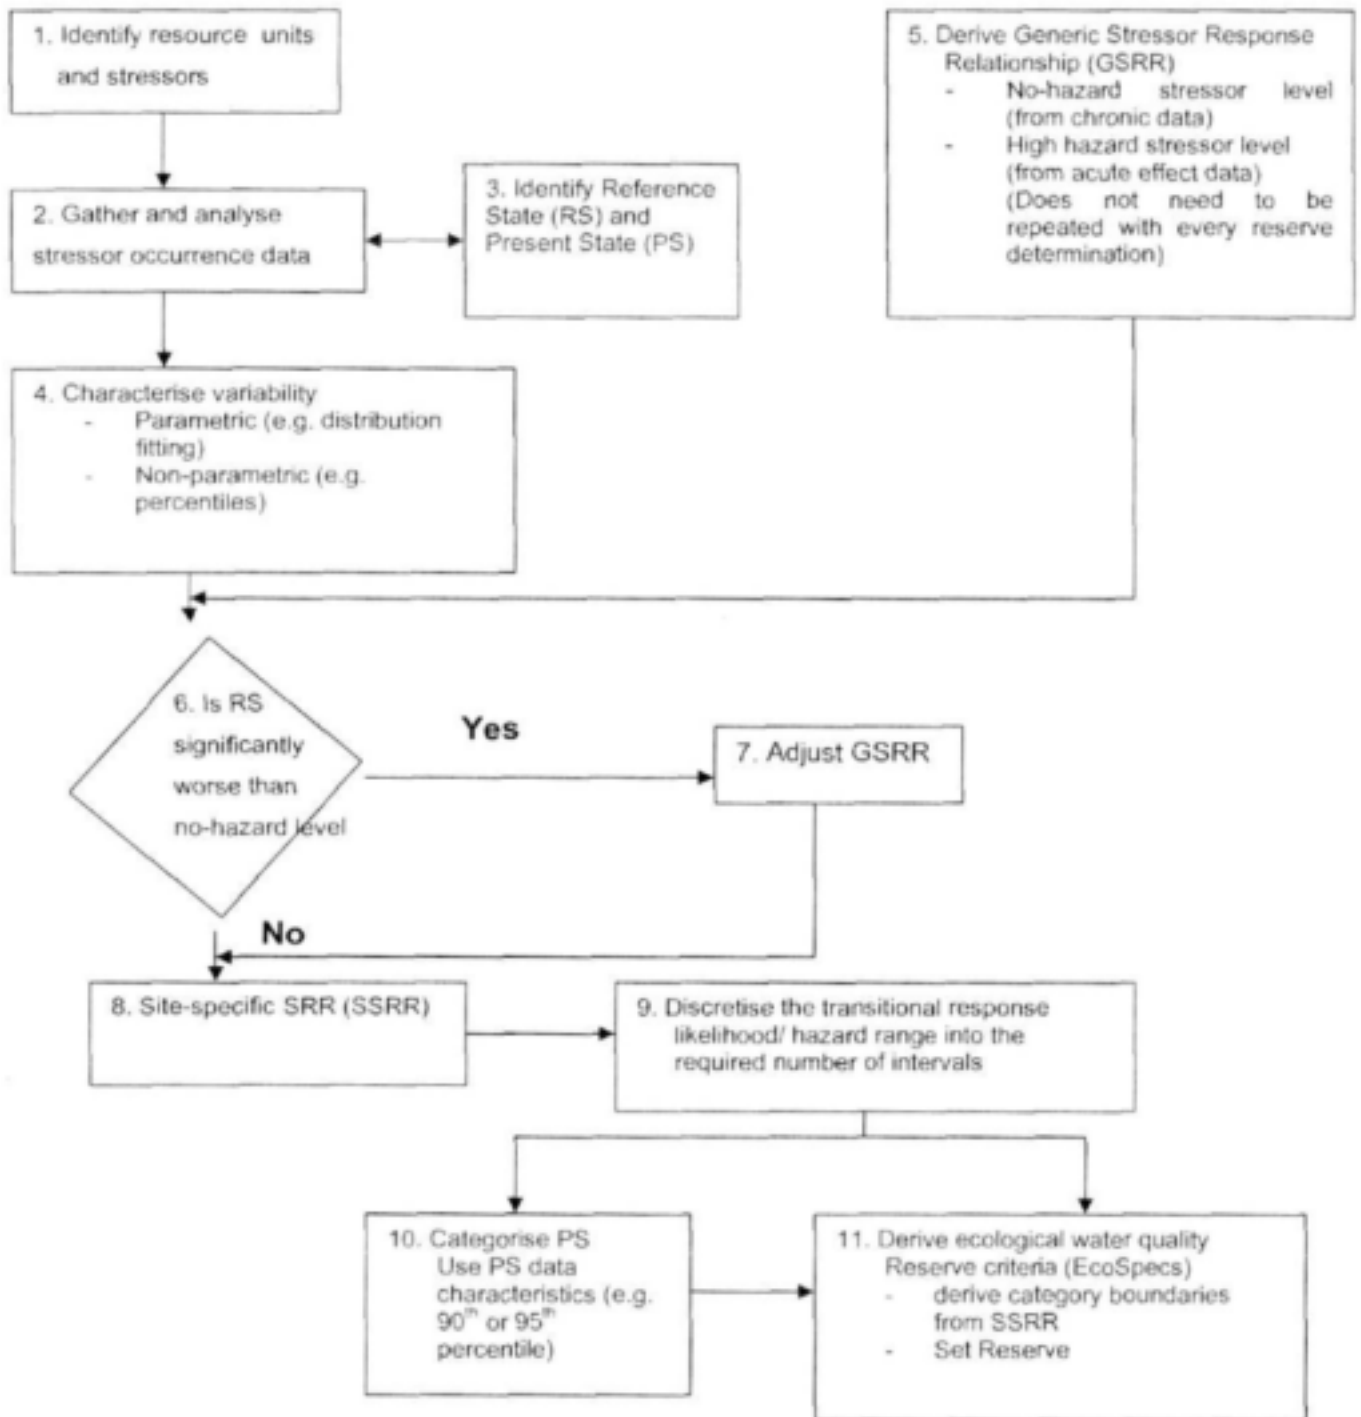 1. Identify resource units
and stressors
2. Gather and analyse
stressor occurrence data
3. Identify Reference
State (RS) and
Present State (PS)
4. Characterise variability
- Parametric (e.g. distribution
fitting)
- Non-parametric (e.g.
percentiles)
5. Derive Generic Stressor Response
Relationship (GSRR)
- No-hazard stressor level
(from chronic data)
- High hazard stressor level
(from acute effect data)
(Does not need to be
repeated with every reserve
determination)
6. Is RS
significantly
worse than
no-hazard level
Yes
7. Adjust GSRR
No
8. Site-specific SRR (SSRR)
9. Discretise the transitional response
likelihood/ hazard range into the
required number of intervals
10. Categorise PS
Use PS data
characteristics (e.g.
90th or 95th
percentile)
11. Derive ecological water quality
Reserve criteria (EcoSpecs)
- derive category boundaries
from SSRR
- Set Reserve